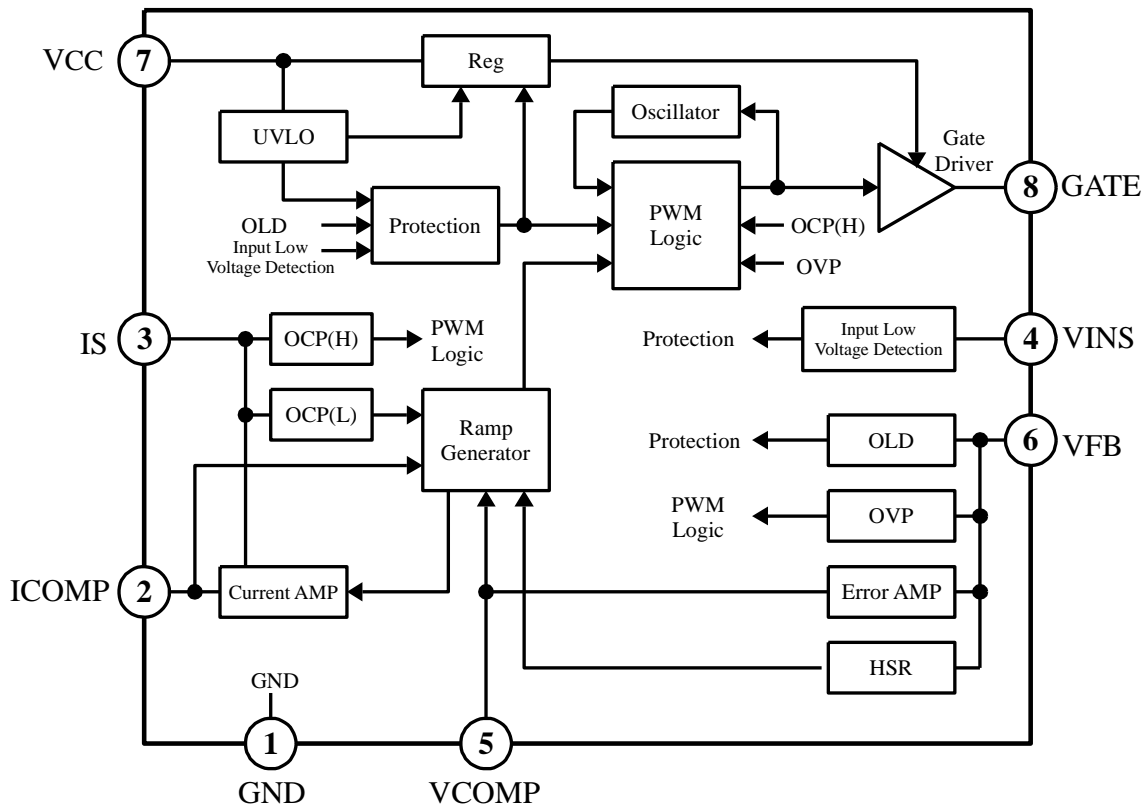 VCC
7
Reg
UVLO
Oscillator
Gate
Driver
8
GATE
OLD
Input Low
Voltage Detection
Protection
PWM
Logic
OCP(H)
OVP
IS
3
OCP(H)
PWM
Logic
Protection
Input Low
Voltage Detection
4
VINS
OCP(L)
Ramp
Generator
Protection
OLD
6
VFB
PWM
Logic
OVP
ICOMP
2
Current AMP
Error AMP
HSR
GND
1
GND
5
VCOMP